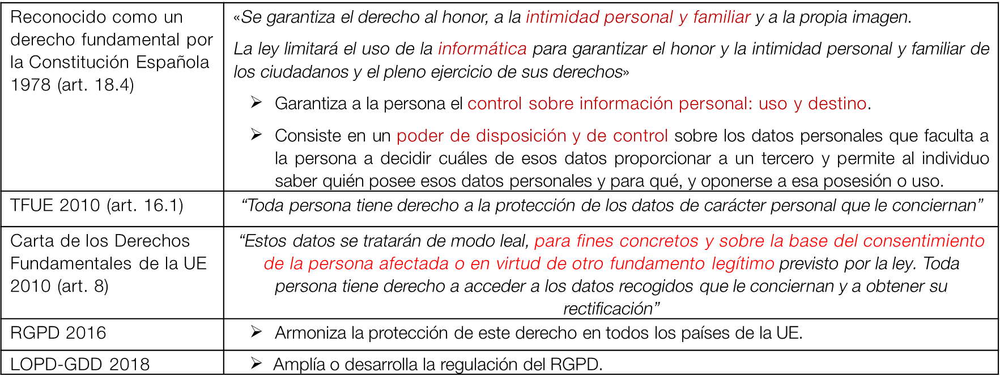 Reconocido como un
derecho fundamental por
la Constitución Española
1978 (art. 18.4)
«Se garantiza el derecho al honor, a la intimidad personal y familiar y a la propia imagen.
La ley limitará el uso de la informática para garantizar el honor y la intimidad personal y familiar de
los ciudadanos y el pleno ejercicio de sus derechos»
➢ Garantiza a la persona el control sobre información personal: uso y destino.
➢ Consiste en un poder de disposición y de control sobre los datos personales que faculta a
la persona a decidir cuáles de esos datos proporcionar a un tercero y permite al individuo
saber quién posee esos datos personales y para qué, y oponerse a esa posesión o uso.
TFUE 2010 (art. 16.1)
“Toda persona tiene derecho a la protección de los datos de carácter personal que le conciernan”
Carta de los Derechos
Fundamentales de la UE
2010 (art. 8)
“Estos datos se tratarán de modo leal, para fines concretos y sobre la base del consentimiento
de la persona afectada o en virtud de otro fundamento legítimo previsto por la ley. Toda
persona tiene derecho a acceder a los datos recogidos que le conciernan y a obtener su
rectificación”
RGPD 2016
➢ Armoniza la protección de este derecho en todos los países de la UE.
LOPD-GDD 2018
➢ Amplía o desarrolla la regulación del RGPD.